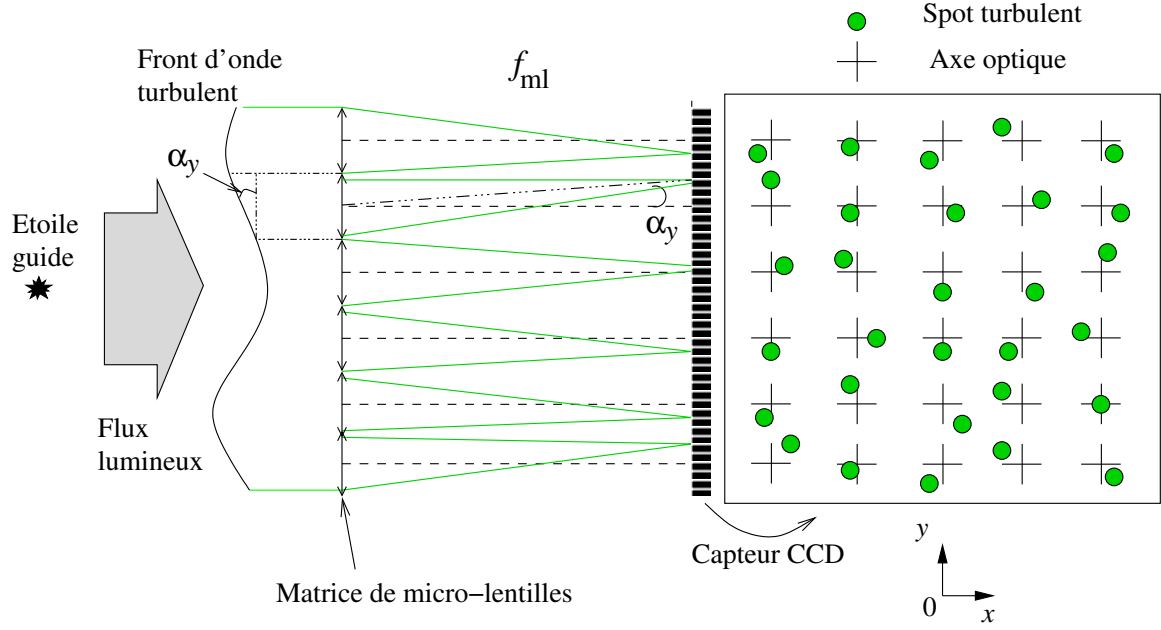 Spot turbulent
Axe optique
Front d'onde
turbulent
f_ml
α_y
α_y
Etoile
guide
Flux
lumineux
Capteur CCD
Matrice de micro−lentilles
y
0
x